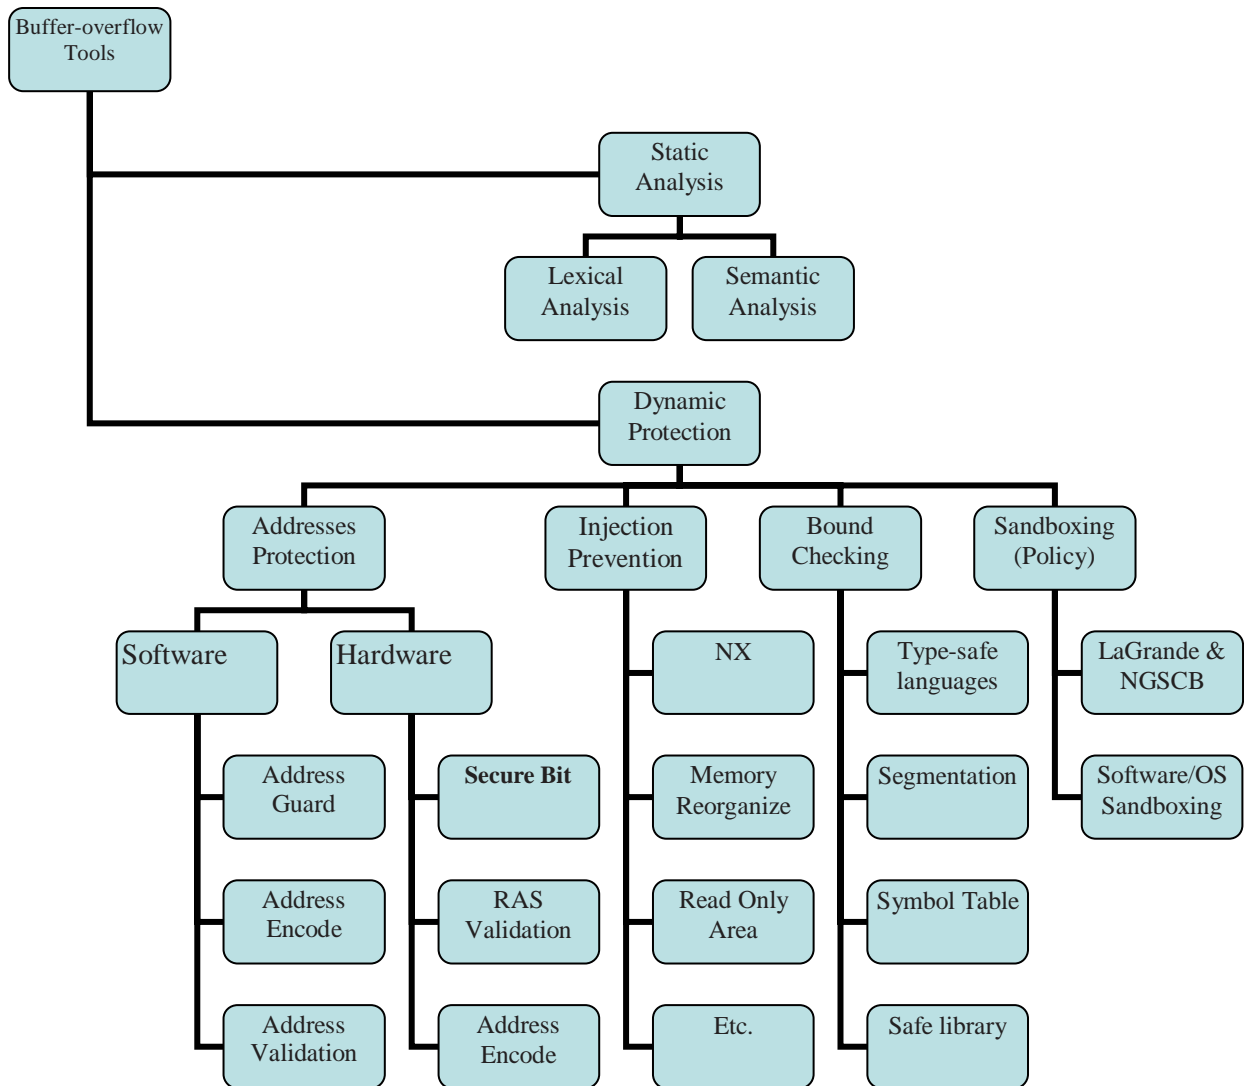 Buffer-overflow
Tools
Static
Analysis
Lexical
Analysis
Semantic
Analysis
Dynamic
Protection
Addresses
Protection
Injection
Prevention
Bound
Checking
Sandboxing
(Policy)
Software
Hardware
NX
Type-safe
languages
LaGrande &
NGSCB
Address
Guard
Secure Bit
Memory
Reorganize
Segmentation
Software/OS
Sandboxing
Address
Encode
RAS
Validation
Read Only
Area
Symbol Table
Address
Validation
Address
Encode
Etc.
Safe library